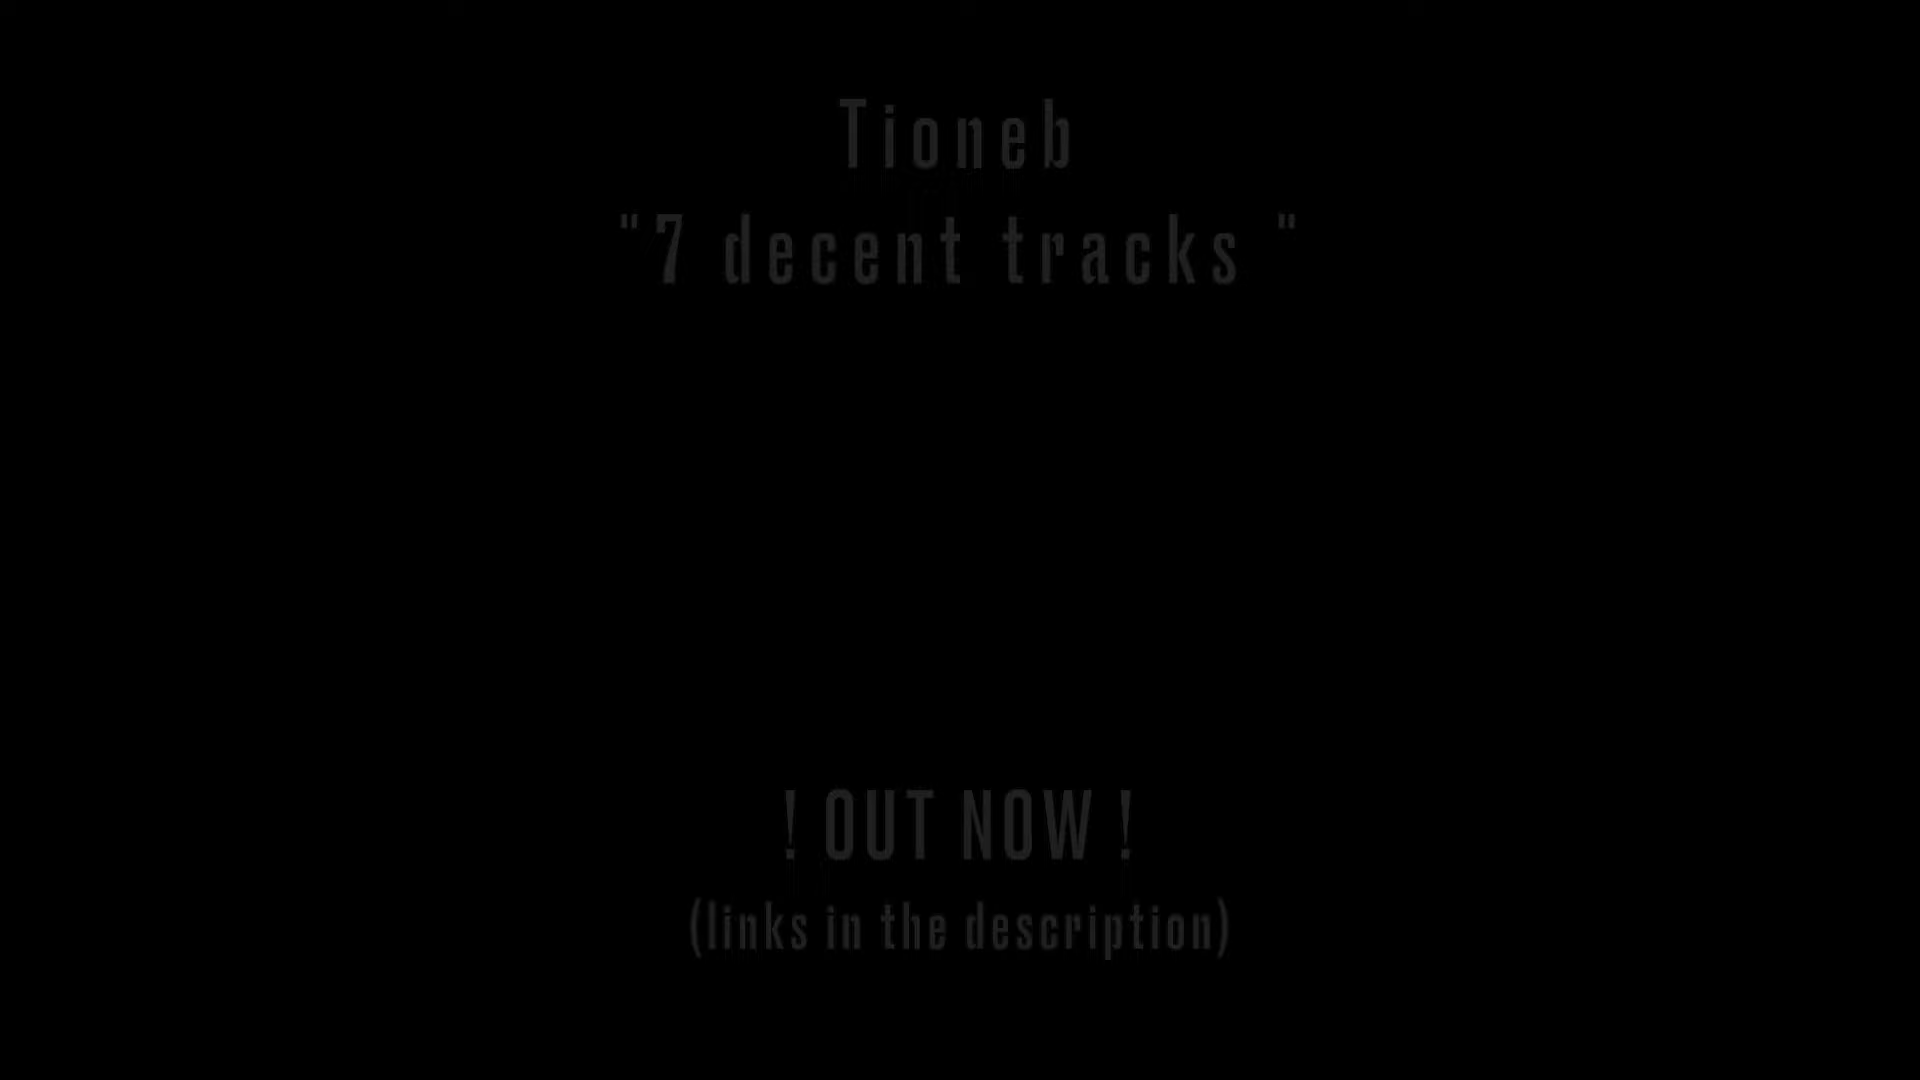 Tioneb
"7 decent tracks "
! OUT NOW !
(links in the description)